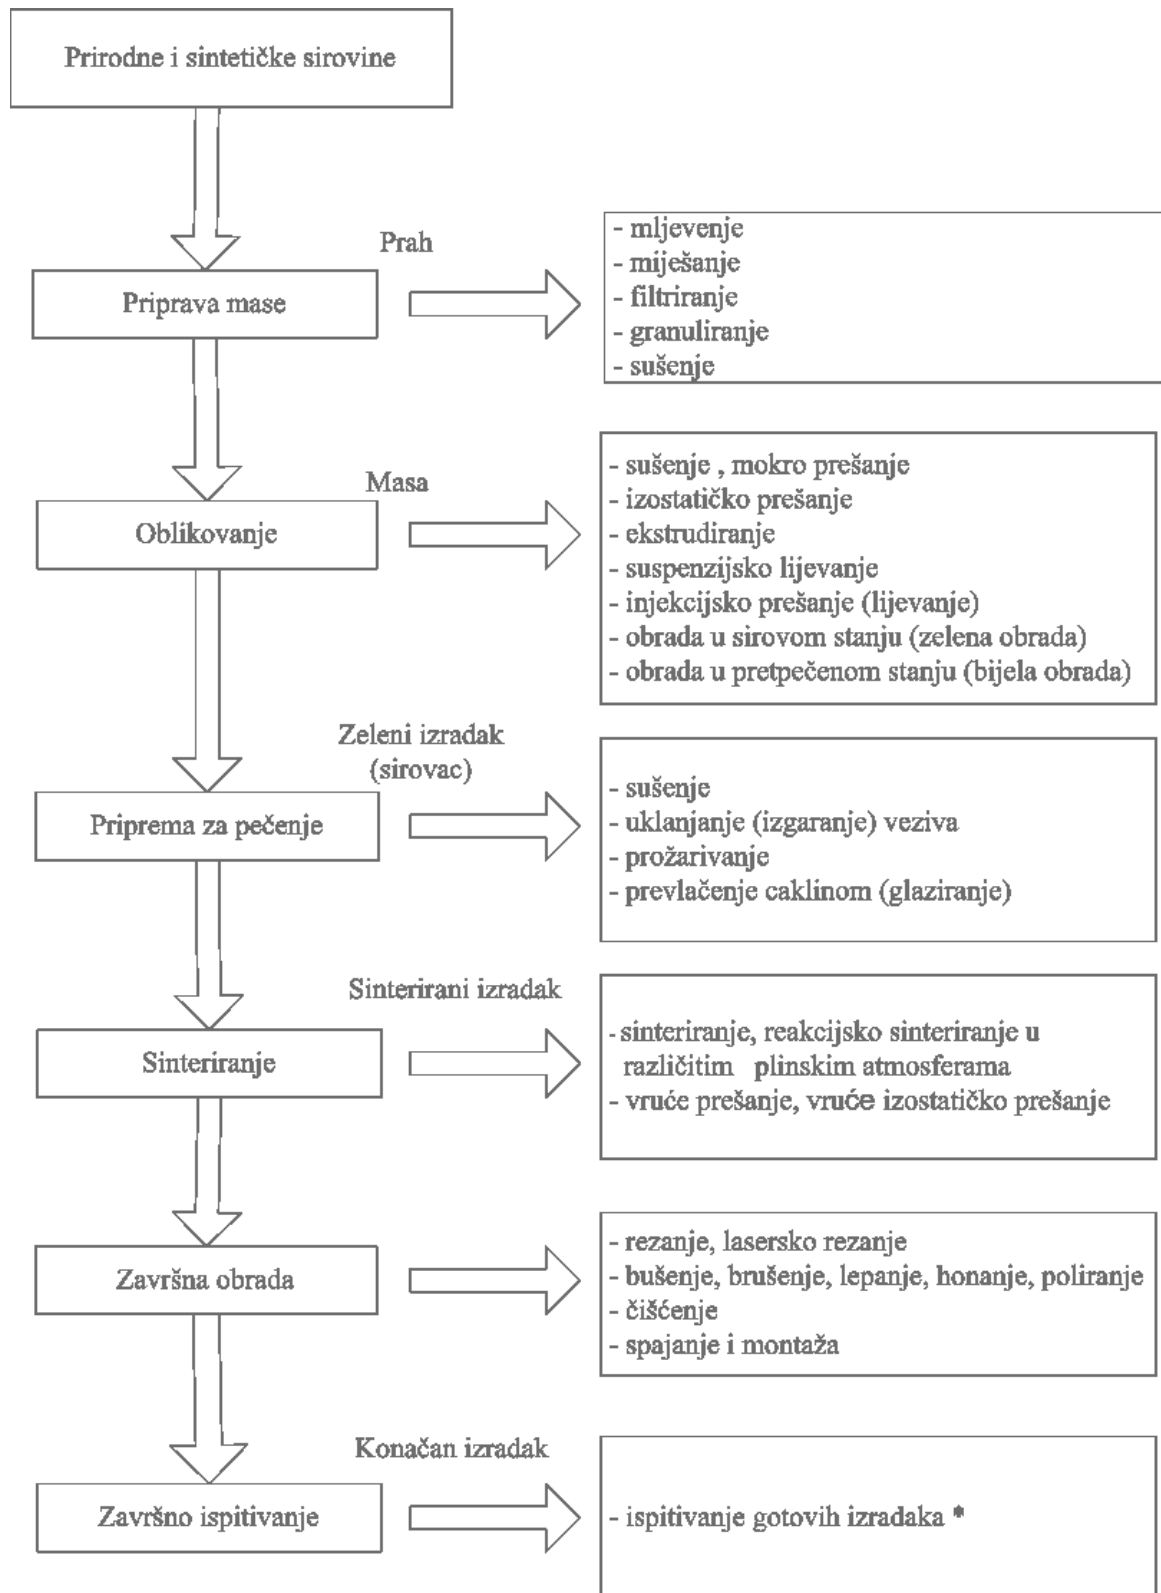 Prirodne i sintetičke sirovine
Prah
Priprava mase
- mljevenje
- miješanje
- filtriranje
- granuliranje
- sušenje
Masa
Oblikovanje
- sušenje , mokro prešanje
- izostatičko prešanje
- ekstrudiranje
- suspenzijsko lijevanje
- injekcijsko prešanje (lijevanje)
- obrada u sirovom stanju (zelena obrada)
- obrada u pretpečenom stanju (bijela obrada)
Zeleni izradak
(sirovac)
Priprema za pečenje
- sušenje
- uklanjanje (izgaranje) veziva
- prožarivanje
- prevlačenje caklinom (glaziranje)
Sinterirani izradak
Sinteriranje
- sinteriranje, reakcijsko sinteriranje u
različitim plinskim atmosferama
- vruće prešanje, vruće izostatičko prešanje
Završna obrada
- rezanje, lasersko rezanje
- bušenje, brušenje, lepanje, honanje, poliranje
- čišćenje
- spajanje i montaža
Konačan izradak
Završno ispitivanje
- ispitivanje gotovih izradaka *